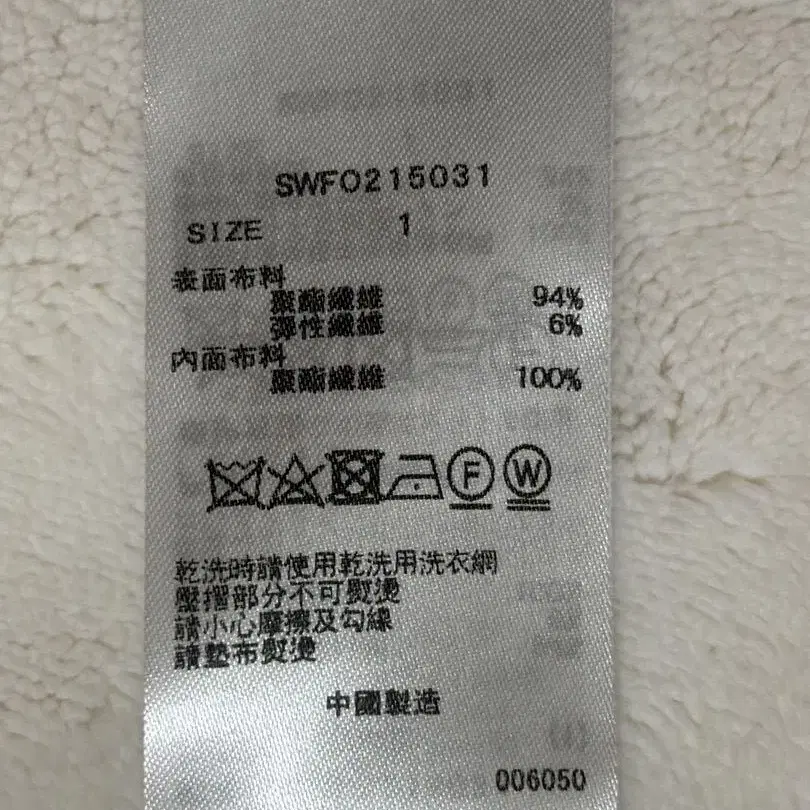 SWF0215031
SIZE 1
表面布料
聚酯纖維 94%
彈性纖維 6%
內面布料
聚酯纖維 100%
F W
乾洗時請使用乾洗用洗衣網
壓摺部分不可熨燙
請小心摩擦及勾線
請墊布熨燙
中國製造
006050